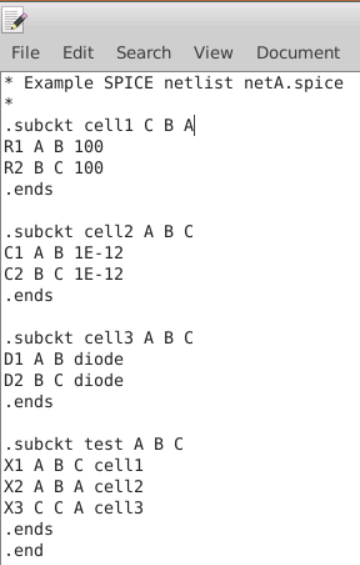 File Edit Search View Document
* Example SPICE netlist netA.spice
*
.subckt cell1 C B A
R1 A B 100
R2 B C 100
.ends
.subckt cell2 A B C
C1 A B 1E-12
C2 B C 1E-12
.ends
.subckt cell3 A B C
D1 A B diode
D2 B C diode
.ends
.subckt test A B C
X1 A B C cell1
X2 A B A cell2
X3 C C A cell3
.ends
.end